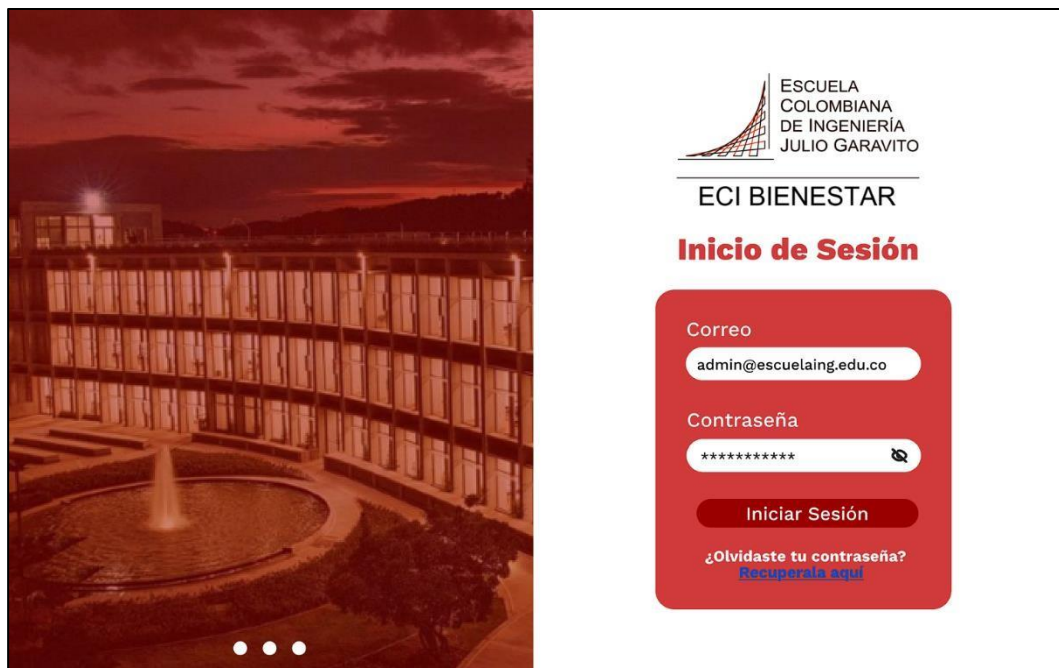 ESCUELA
COLOMBIANA
DE INGENIERÍA
JULIO GARAVITO
ECI BIENESTAR
Inicio de Sesión
Correo
admin@escuelaing.edu.co
Contraseña
***********
Iniciar Sesión
¿Olvidaste tu contraseña?
Recuperala aquí